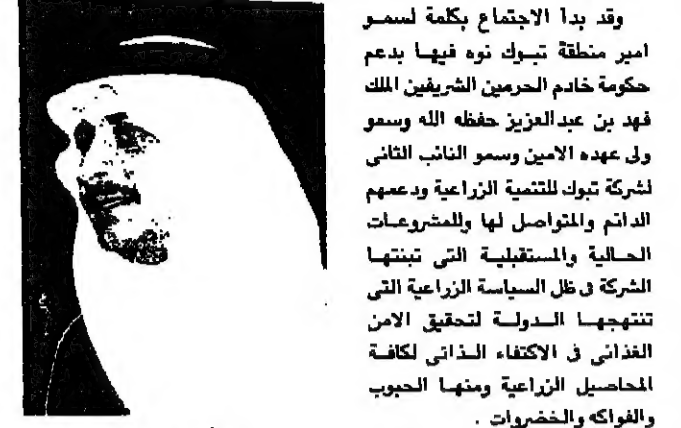 وقد بدا الاجتماع بكلمة لسمو
امير منطقة تبوك نوه فيها بدعم
حكومة خادم الحرمين الشريفين الملك
فهد بن عبدالعزيز حفظه الله وسمو
ولى عهده الامين وسمو النائب الثانى
لشركة تبوك للتنمية الزراعية ودعمهم
الدائم والمتواصل لها وللمشروعات
الحالية والمستقبلية التى تبنتها
الشركة فى ظل السياسة الزراعية التى
تنتهجها الدولة لتحقيق الامن
الغذائى فى الاكتفاء الذاتى لكافة
المحاصيل الزراعية ومنها الحبوب
والفواكه والخضروات .